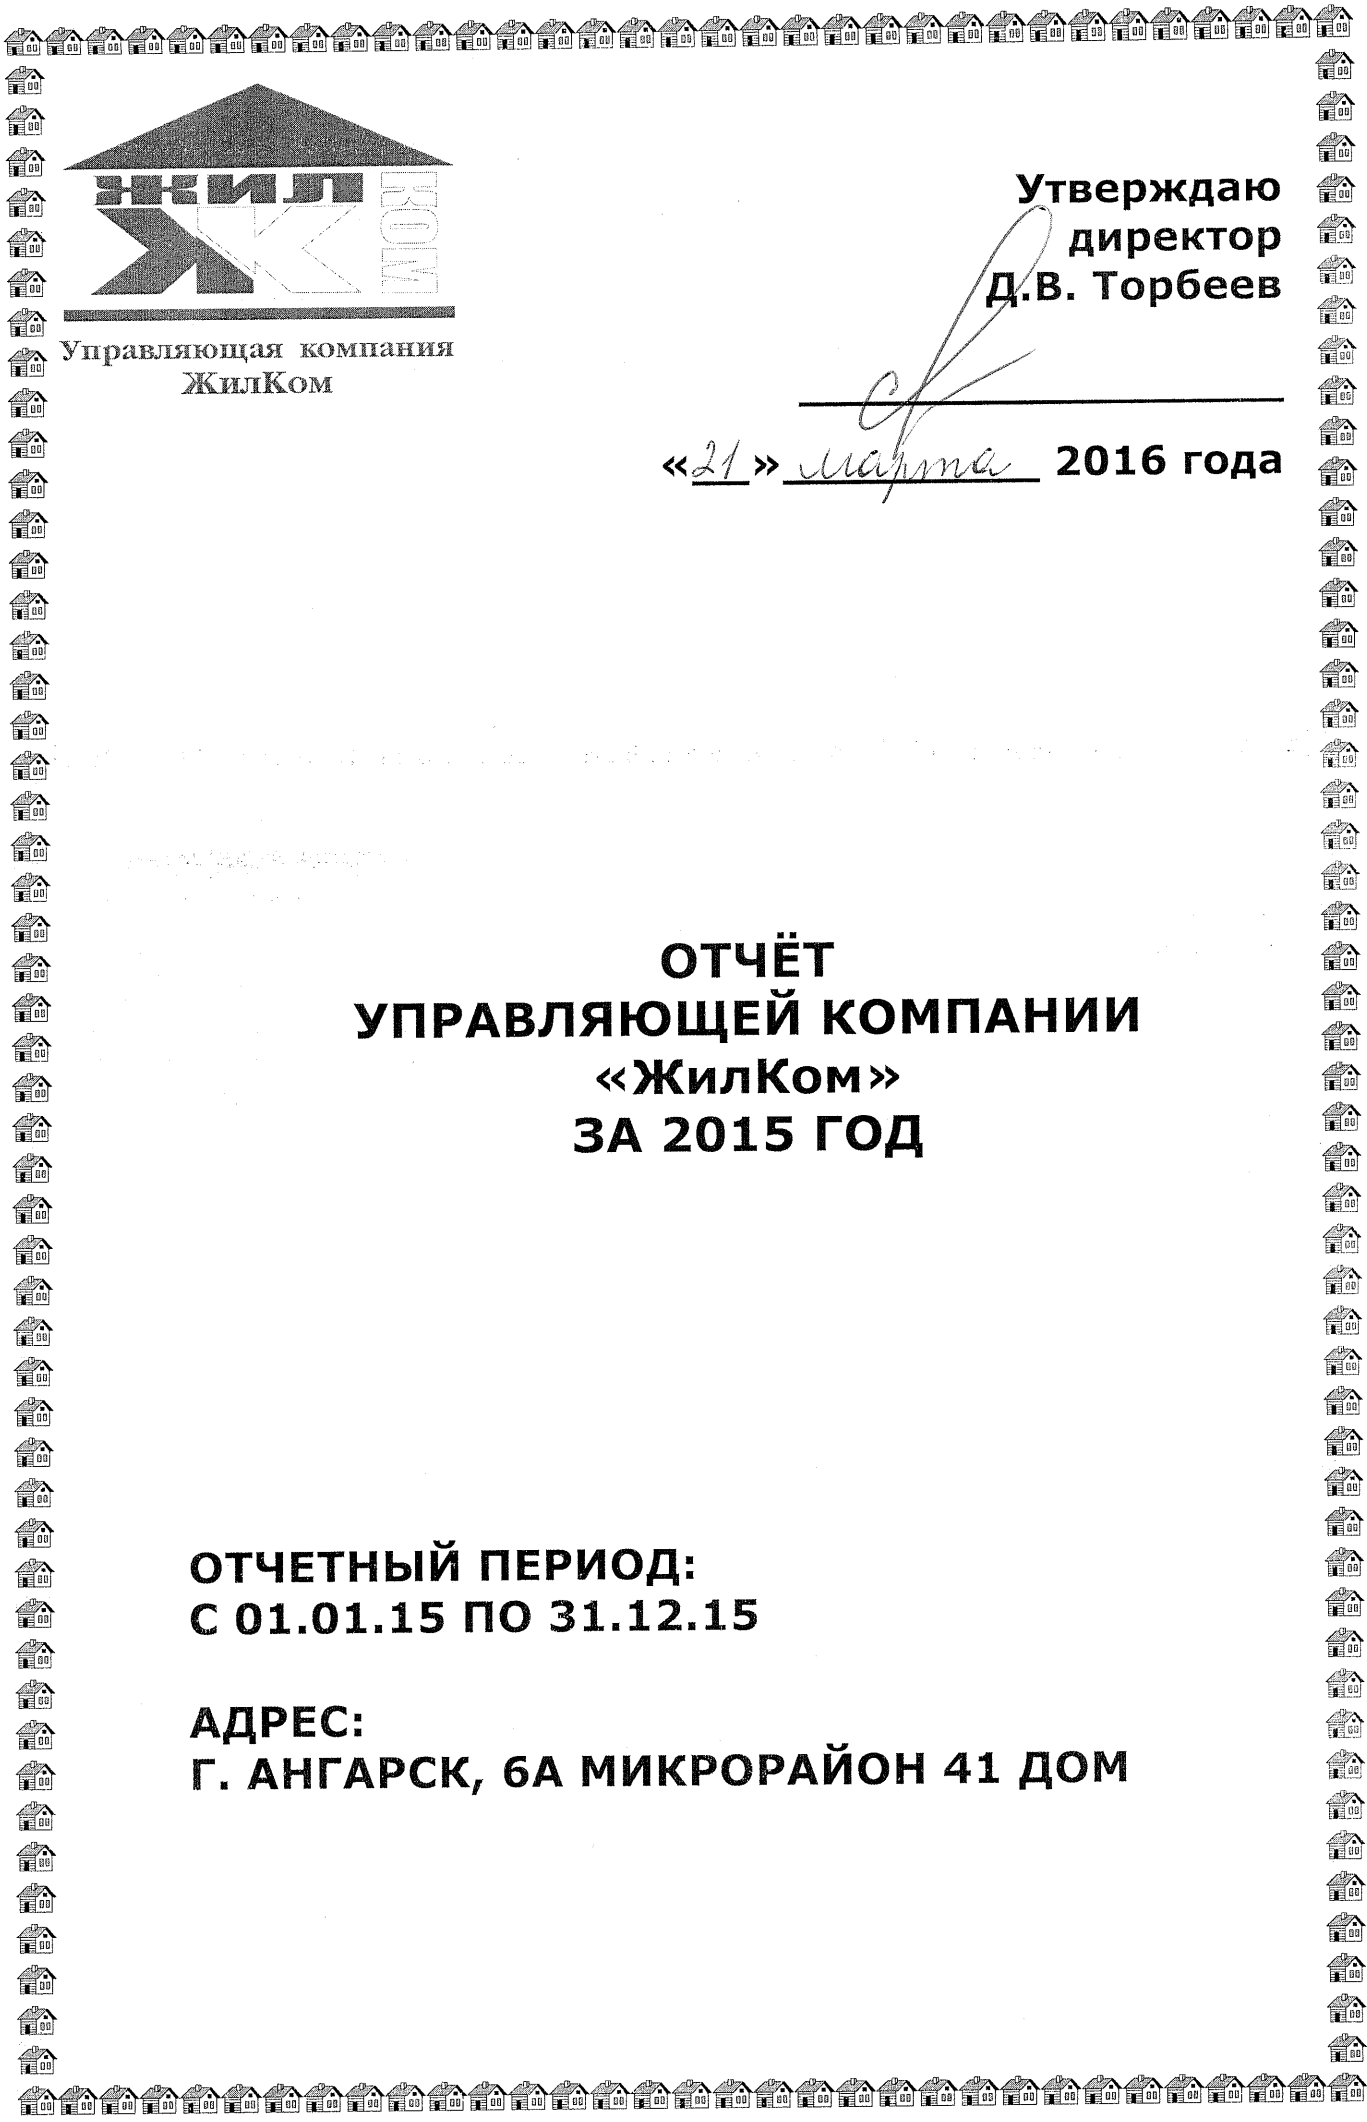 ЖИЛ
КОМ
ЖК
Управляющая компания
ЖилКом
Утверждаю
директор
Д.В. Торбеев
«21» марта 2016 года
ОТЧЁТ
УПРАВЛЯЮЩЕЙ КОМПАНИИ
«ЖилКом»
ЗА 2015 ГОД
ОТЧЕТНЫЙ ПЕРИОД:
С 01.01.15 ПО 31.12.15
АДРЕС:
Г. АНГАРСК, 6А МИКРОРАЙОН 41 ДОМ